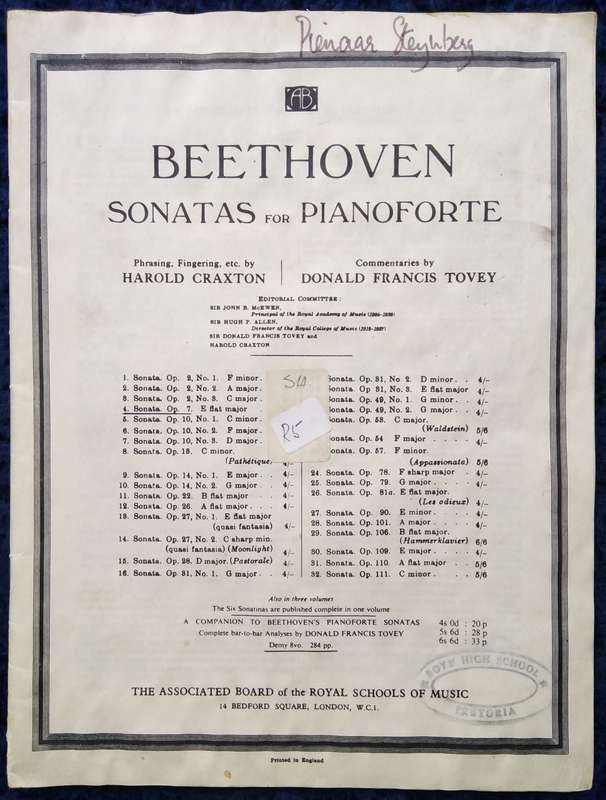 Pienaar Steynberg
AB
BEETHOVEN
SONATAS FOR PIANOFORTE
Phrasing, Fingering, etc. by
HAROLD CRAXTON
Commentaries by
DONALD FRANCIS TOVEY
EDITORIAL COMMITTEE:
SIR JOHN B. McEWEN,
Principal of the Royal Academy of Music (1924-1936)
SIR HUGH P. ALLEN,
Director of the Royal College of Music (1918-1937)
SIR DONALD FRANCIS TOVEY and
HAROLD CRAXTON
1. Sonata. Op. 2, No. 1. F minor.
2. Sonata. Op. 2, No. 2. A major.
3. Sonata. Op. 2, No. 3. C major.
4. Sonata. Op. 7. E flat major
5. Sonata. Op. 10, No. 1. C minor.
6. Sonata. Op. 10, No. 2. F major.
7. Sonata. Op. 10, No. 3. D major.
8. Sonata. Op. 13. C minor.
(Pathétique) 4/-
9. Sonata. Op. 14, No. 1. E major. . . 4/-
10. Sonata. Op. 14, No. 2. G major. . . 4/-
11. Sonata. Op. 22. B flat major . . . 4/-
12. Sonata. Op. 26. A flat major. . . 4/-
13. Sonata. Op. 27, No. 1. E flat major
(quasi fantasia) 4/-
14. Sonata. Op. 27, No. 2. C sharp min.
(quasi fantasia) (Moonlight) 4/-
15. Sonata. Op. 28. D major. (Pastorale) 4/-
16. Sonata. Op. 31, No. 1. G major. . . 4/-
R5
Sonata. Op. 31, No. 2. D minor. . 4/-
Sonata. Op. 31, No. 3. E flat major 4/-
Sonata. Op. 49, No. 1. G minor. . 4/-
Sonata. Op. 49, No. 2. G major. . 4/-
Sonata. Op. 53. C major.
(Waldstein) 5/6
Sonata. Op. 54 F major . . . . 4/-
Sonata. Op. 57. F minor.
(Appassionata) 5/6
24. Sonata. Op. 78. F sharp major . . 4/-
25. Sonata. Op. 79. G major. . . . . 4/-
26. Sonata. Op. 81a. E flat major.
(Les adieux) 4/-
27. Sonata. Op. 90. E minor. . . . 4/-
28. Sonata. Op. 101. A major. . . . 4/-
29. Sonata. Op. 106. B flat major.
(Hammerklavier) 6/6
30. Sonata. Op. 109. E major. . . . 4/-
31. Sonata. Op. 110. A flat major . . 5/6
32. Sonata. Op. 111. C minor. . . . 5/6
Also in three volumes
The Six Sonatinas are published complete in one volume
A COMPANION TO BEETHOVEN'S PIANOFORTE SONATAS
Complete bar-to-bar Analyses by DONALD FRANCIS TOVEY
Demy 8vo. 284 pp.
4s 0d : 20 p
5s 6d : 28 p
6s 6d : 33 p
BOYS HIGH SCHOOL
PRETORIA
THE ASSOCIATED BOARD of the ROYAL SCHOOLS OF MUSIC
14 BEDFORD SQUARE, LONDON, W.C.1.
Printed in England